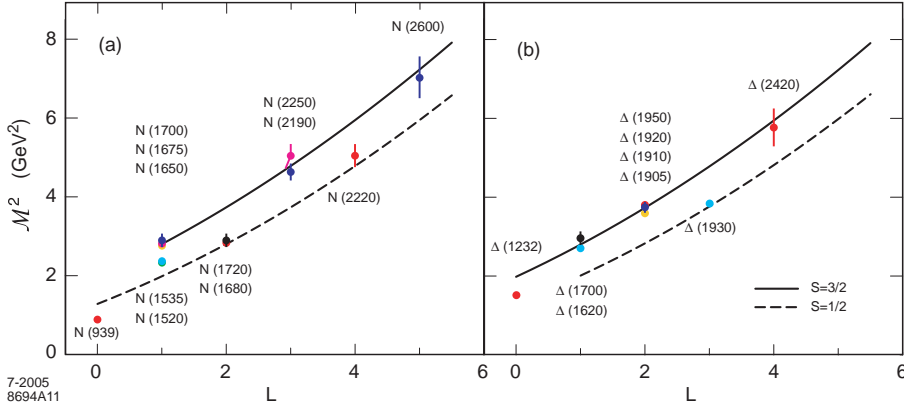 (a)
N (2600)
N (2250)
N (2190)
N (1700)
N (1675)
N (1650)
N (2220)
N (1720)
N (1680)
N (1535)
N (1520)
N (939)
8
6
4
2
0
ℳ² (GeV²)
0
2
4
6
L
(b)
Δ (2420)
Δ (1950)
Δ (1920)
Δ (1910)
Δ (1905)
Δ (1232)
Δ (1930)
Δ (1700)
Δ (1620)
S=3/2
S=1/2
0
2
4
6
L
7-2005
8694A11